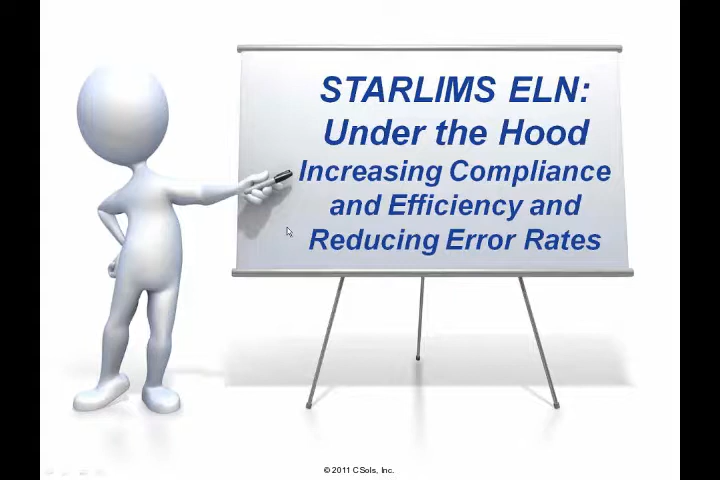 STARLIMS ELN:
Under the Hood
Increasing Compliance
and Efficiency and
Reducing Error Rates
© 2011 CSols, Inc.